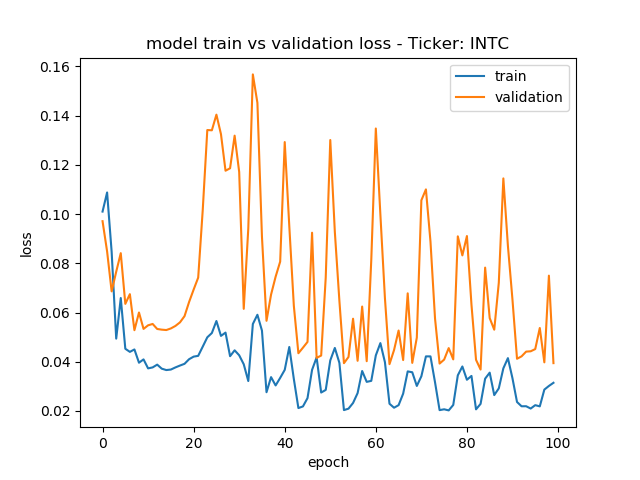 model train vs validation loss - Ticker: INTC
train
validation
0.16
0.14
0.12
0.10
0.08
0.06
0.04
0.02
loss
0
20
40
60
80
100
epoch